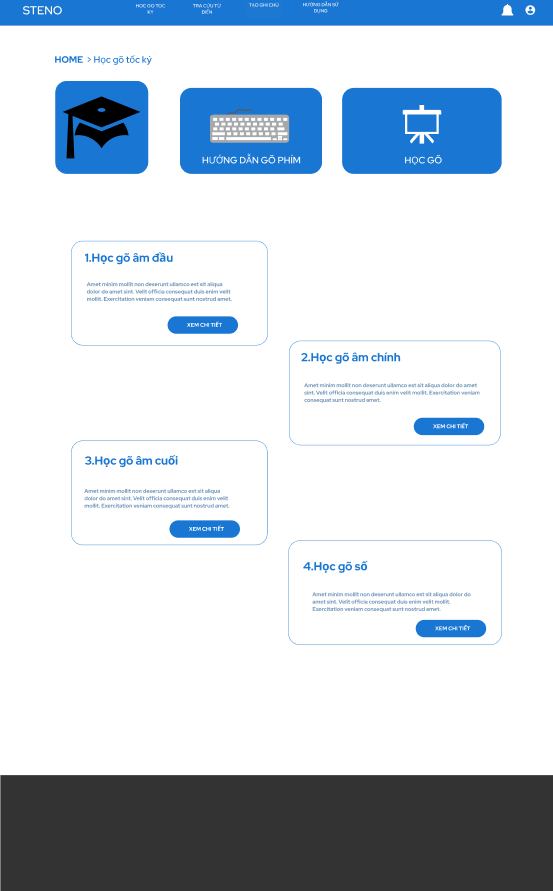 STENO
HỌC GÕ TỐC
KÝ
TRA CỨU TỪ
ĐIỂN
TẠO GHI CHÚ
HƯỚNG DẪN SỬ
DỤNG
HOME > Học gõ tốc ký
HƯỚNG DẪN GÕ PHÍM
HỌC GÕ
1.Học gõ âm đầu
Amet minim mollit non deserunt ullamco est sit aliqua
dolor do amet sint. Velit officia consequat duis enim velit
mollit. Exercitation veniam consequat sunt nostrud amet.
XEM CHI TIẾT
2.Học gõ âm chính
Amet minim mollit non deserunt ullamco est sit aliqua dolor do amet
sint. Velit officia consequat duis enim velit mollit. Exercitation veniam
consequat sunt nostrud amet.
XEM CHI TIẾT
3.Học gõ âm cuối
Amet minim mollit non deserunt ullamco est sit aliqua
dolor do amet sint. Velit officia consequat duis enim velit
mollit. Exercitation veniam consequat sunt nostrud amet.
XEM CHI TIẾT
4.Học gõ số
Amet minim mollit non deserunt ullamco est sit aliqua dolor do
amet sint. Velit officia consequat duis enim velit mollit.
Exercitation veniam consequat sunt nostrud amet.
XEM CHI TIẾT